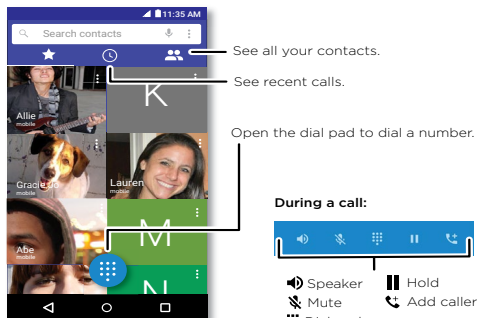 11:35 AM
Search contacts
See all your contacts.
See recent calls.
K
Allie
mobile
Open the dial pad to dial a number.
Gracie
mobile
Lauren
mobile
During a call:
M
Abe
mobile
Speaker
Hold
Mute
Add caller